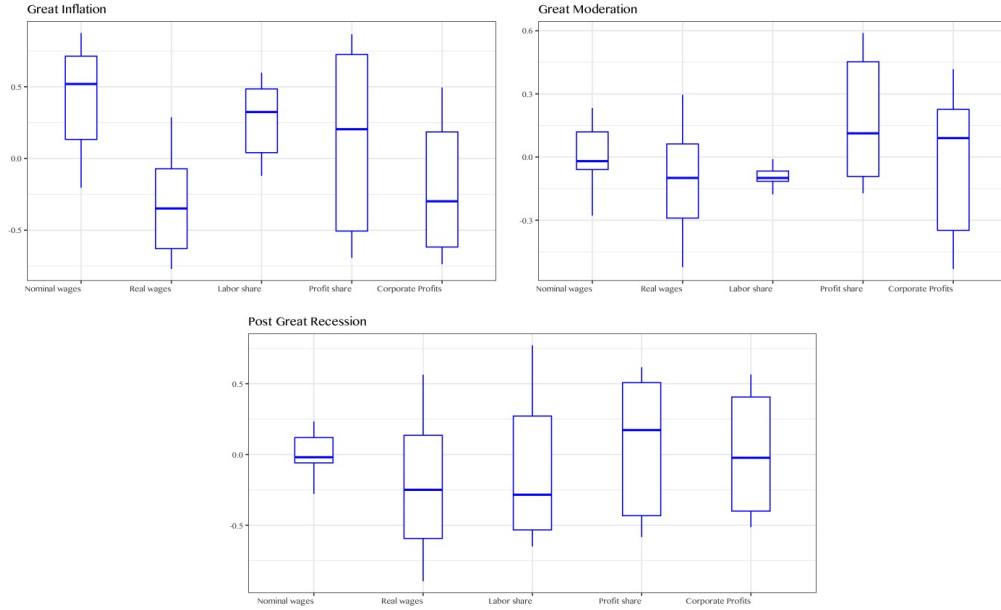 Great Inflation
0.5
0.0
-0.5
Nominal wages Real wages Labor share Profit share Corporate Profits
Great Moderation
0.6
0.3
0.0
-0.3
Nominal wages Real wages Labor share Profit share Corporate Profits
Post Great Recession
0.5
0.0
-0.5
Nominal wages Real wages Labor share Profit share Corporate Profits